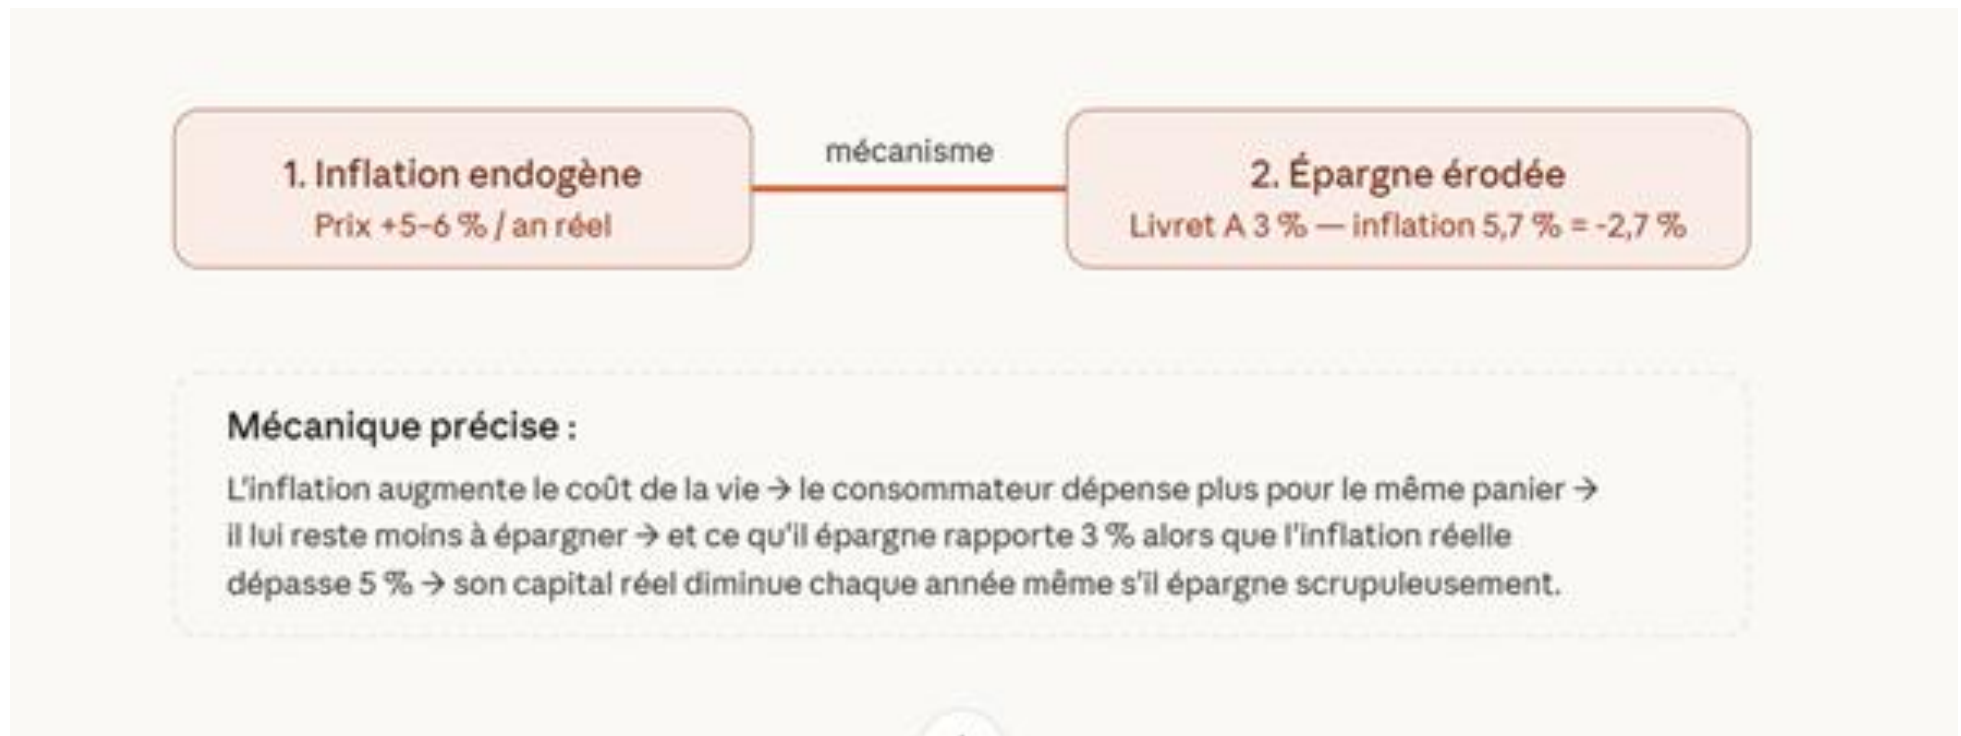 1. Inflation endogène
Prix +5–6 % / an réel
mécanisme
2. Épargne érodée
Livret A 3 % — inflation 5,7 % = -2,7 %
Mécanique précise :
L'inflation augmente le coût de la vie → le consommateur dépense plus pour le même panier →
il lui reste moins à épargner → et ce qu'il épargne rapporte 3 % alors que l'inflation réelle
dépasse 5 % → son capital réel diminue chaque année même s'il épargne scrupuleusement.